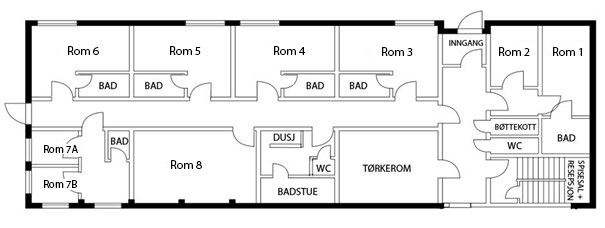 INNGANG
Rom 6
Rom 5
Rom 4
Rom 3
Rom 2
Rom 1
BAD
BAD
BAD
BAD
BØTTEKOTT
WC
BAD
Rom 7A
BAD
Rom 7B
Rom 8
DUSJ
WC
BADSTUE
TØRKEROM
SPISESAL +
RESEPSJON